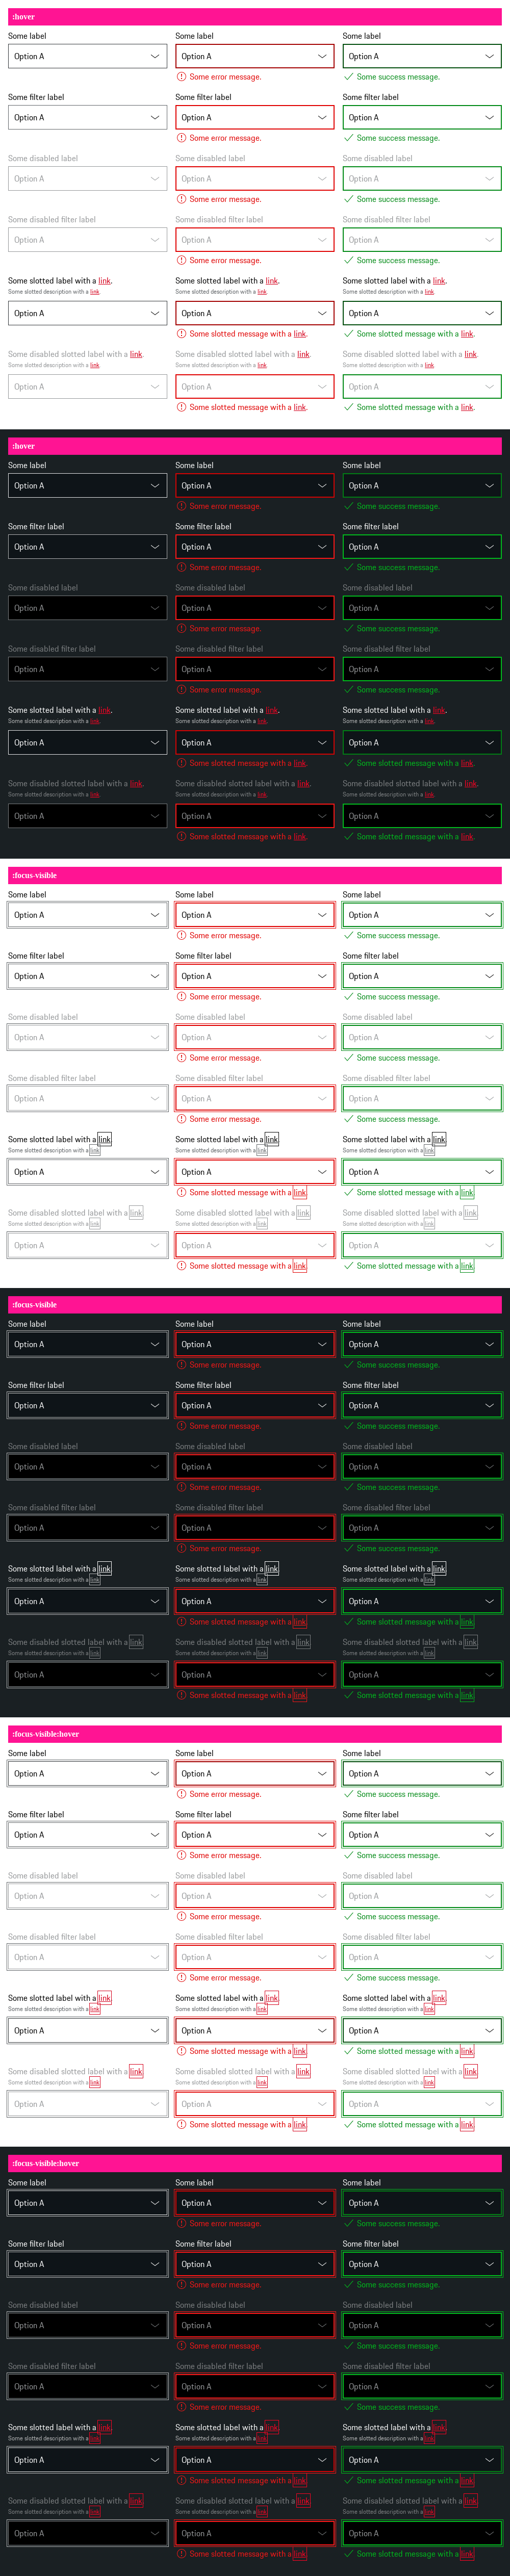 :hover
Some label Some label Some label
Option A Option A Option A
Some error message. Some success message.
Some filter label Some filter label Some filter label
Option A Option A Option A
Some error message. Some success message.
Some disabled label Some disabled label Some disabled label
Option A Option A Option A
Some error message. Some success message.
Some disabled filter label Some disabled filter label Some disabled filter label
Option A Option A Option A
Some error message. Some success message.
Some slotted label with a link. Some slotted label with a link. Some slotted label with a link.
Some slotted description with a link. Some slotted description with a link. Some slotted description with a link.
Option A Option A Option A
Some slotted message with a link. Some slotted message with a link.
Some disabled slotted label with a link. Some disabled slotted label with a link. Some disabled slotted label with a link.
Some slotted description with a link. Some slotted description with a link. Some slotted description with a link.
Option A Option A Option A
Some slotted message with a link. Some slotted message with a link.
:hover
Some label Some label Some label
Option A Option A Option A
Some error message. Some success message.
Some filter label Some filter label Some filter label
Option A Option A Option A
Some error message. Some success message.
Some disabled label Some disabled label Some disabled label
Option A Option A Option A
Some error message. Some success message.
Some disabled filter label Some disabled filter label Some disabled filter label
Option A Option A Option A
Some error message. Some success message.
Some slotted label with a link. Some slotted label with a link. Some slotted label with a link.
Some slotted description with a link. Some slotted description with a link. Some slotted description with a link.
Option A Option A Option A
Some slotted message with a link. Some slotted message with a link.
Some disabled slotted label with a link. Some disabled slotted label with a link. Some disabled slotted label with a link.
Some slotted description with a link. Some slotted description with a link. Some slotted description with a link.
Option A Option A Option A
Some slotted message with a link. Some slotted message with a link.
:focus-visible
Some label Some label Some label
Option A Option A Option A
Some error message. Some success message.
Some filter label Some filter label Some filter label
Option A Option A Option A
Some error message. Some success message.
Some disabled label Some disabled label Some disabled label
Option A Option A Option A
Some error message. Some success message.
Some disabled filter label Some disabled filter label Some disabled filter label
Option A Option A Option A
Some error message. Some success message.
Some slotted label with a link. Some slotted label with a link. Some slotted label with a link.
Some slotted description with a link. Some slotted description with a link. Some slotted description with a link.
Option A Option A Option A
Some slotted message with a link. Some slotted message with a link.
Some disabled slotted label with a link. Some disabled slotted label with a link. Some disabled slotted label with a link.
Some slotted description with a link. Some slotted description with a link. Some slotted description with a link.
Option A Option A Option A
Some slotted message with a link. Some slotted message with a link.
:focus-visible
Some label Some label Some label
Option A Option A Option A
Some error message. Some success message.
Some filter label Some filter label Some filter label
Option A Option A Option A
Some error message. Some success message.
Some disabled label Some disabled label Some disabled label
Option A Option A Option A
Some error message. Some success message.
Some disabled filter label Some disabled filter label Some disabled filter label
Option A Option A Option A
Some error message. Some success message.
Some slotted label with a link. Some slotted label with a link. Some slotted label with a link.
Some slotted description with a link. Some slotted description with a link. Some slotted description with a link.
Option A Option A Option A
Some slotted message with a link. Some slotted message with a link.
Some disabled slotted label with a link. Some disabled slotted label with a link. Some disabled slotted label with a link.
Some slotted description with a link. Some slotted description with a link. Some slotted description with a link.
Option A Option A Option A
Some slotted message with a link. Some slotted message with a link.
:focus-visible:hover
Some label Some label Some label
Option A Option A Option A
Some error message. Some success message.
Some filter label Some filter label Some filter label
Option A Option A Option A
Some error message. Some success message.
Some disabled label Some disabled label Some disabled label
Option A Option A Option A
Some error message. Some success message.
Some disabled filter label Some disabled filter label Some disabled filter label
Option A Option A Option A
Some error message. Some success message.
Some slotted label with a link. Some slotted label with a link. Some slotted label with a link.
Some slotted description with a link. Some slotted description with a link. Some slotted description with a link.
Option A Option A Option A
Some slotted message with a link. Some slotted message with a link.
Some disabled slotted label with a link. Some disabled slotted label with a link. Some disabled slotted label with a link.
Some slotted description with a link. Some slotted description with a link. Some slotted description with a link.
Option A Option A Option A
Some slotted message with a link. Some slotted message with a link.
:focus-visible:hover
Some label Some label Some label
Option A Option A Option A
Some error message. Some success message.
Some filter label Some filter label Some filter label
Option A Option A Option A
Some error message. Some success message.
Some disabled label Some disabled label Some disabled label
Option A Option A Option A
Some error message. Some success message.
Some disabled filter label Some disabled filter label Some disabled filter label
Option A Option A Option A
Some error message. Some success message.
Some slotted label with a link. Some slotted label with a link. Some slotted label with a link.
Some slotted description with a link. Some slotted description with a link. Some slotted description with a link.
Option A Option A Option A
Some slotted message with a link. Some slotted message with a link.
Some disabled slotted label with a link. Some disabled slotted label with a link. Some disabled slotted label with a link.
Some slotted description with a link. Some slotted description with a link. Some slotted description with a link.
Option A Option A Option A
Some slotted message with a link. Some slotted message with a link.